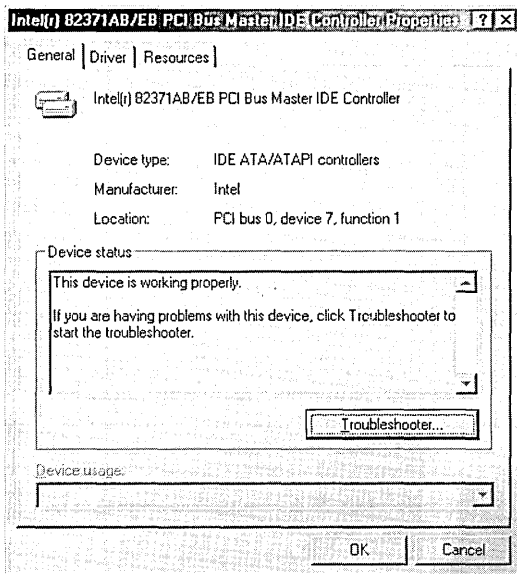 Intel(r) 82371AB/EB PCI Bus Master IDE Controller Properties
General Driver Resources
Intel(r) 82371AB/EB PCI Bus Master IDE Controller
Device type: IDE ATA/ATAPI controllers
Manufacturer: Intel
Location: PCI bus 0, device 7, function 1
Device status
This device is working properly.
If you are having problems with this device, click Troubleshooter to
start the troubleshooter.
Troubleshooter...
Device usage:
OK Cancel